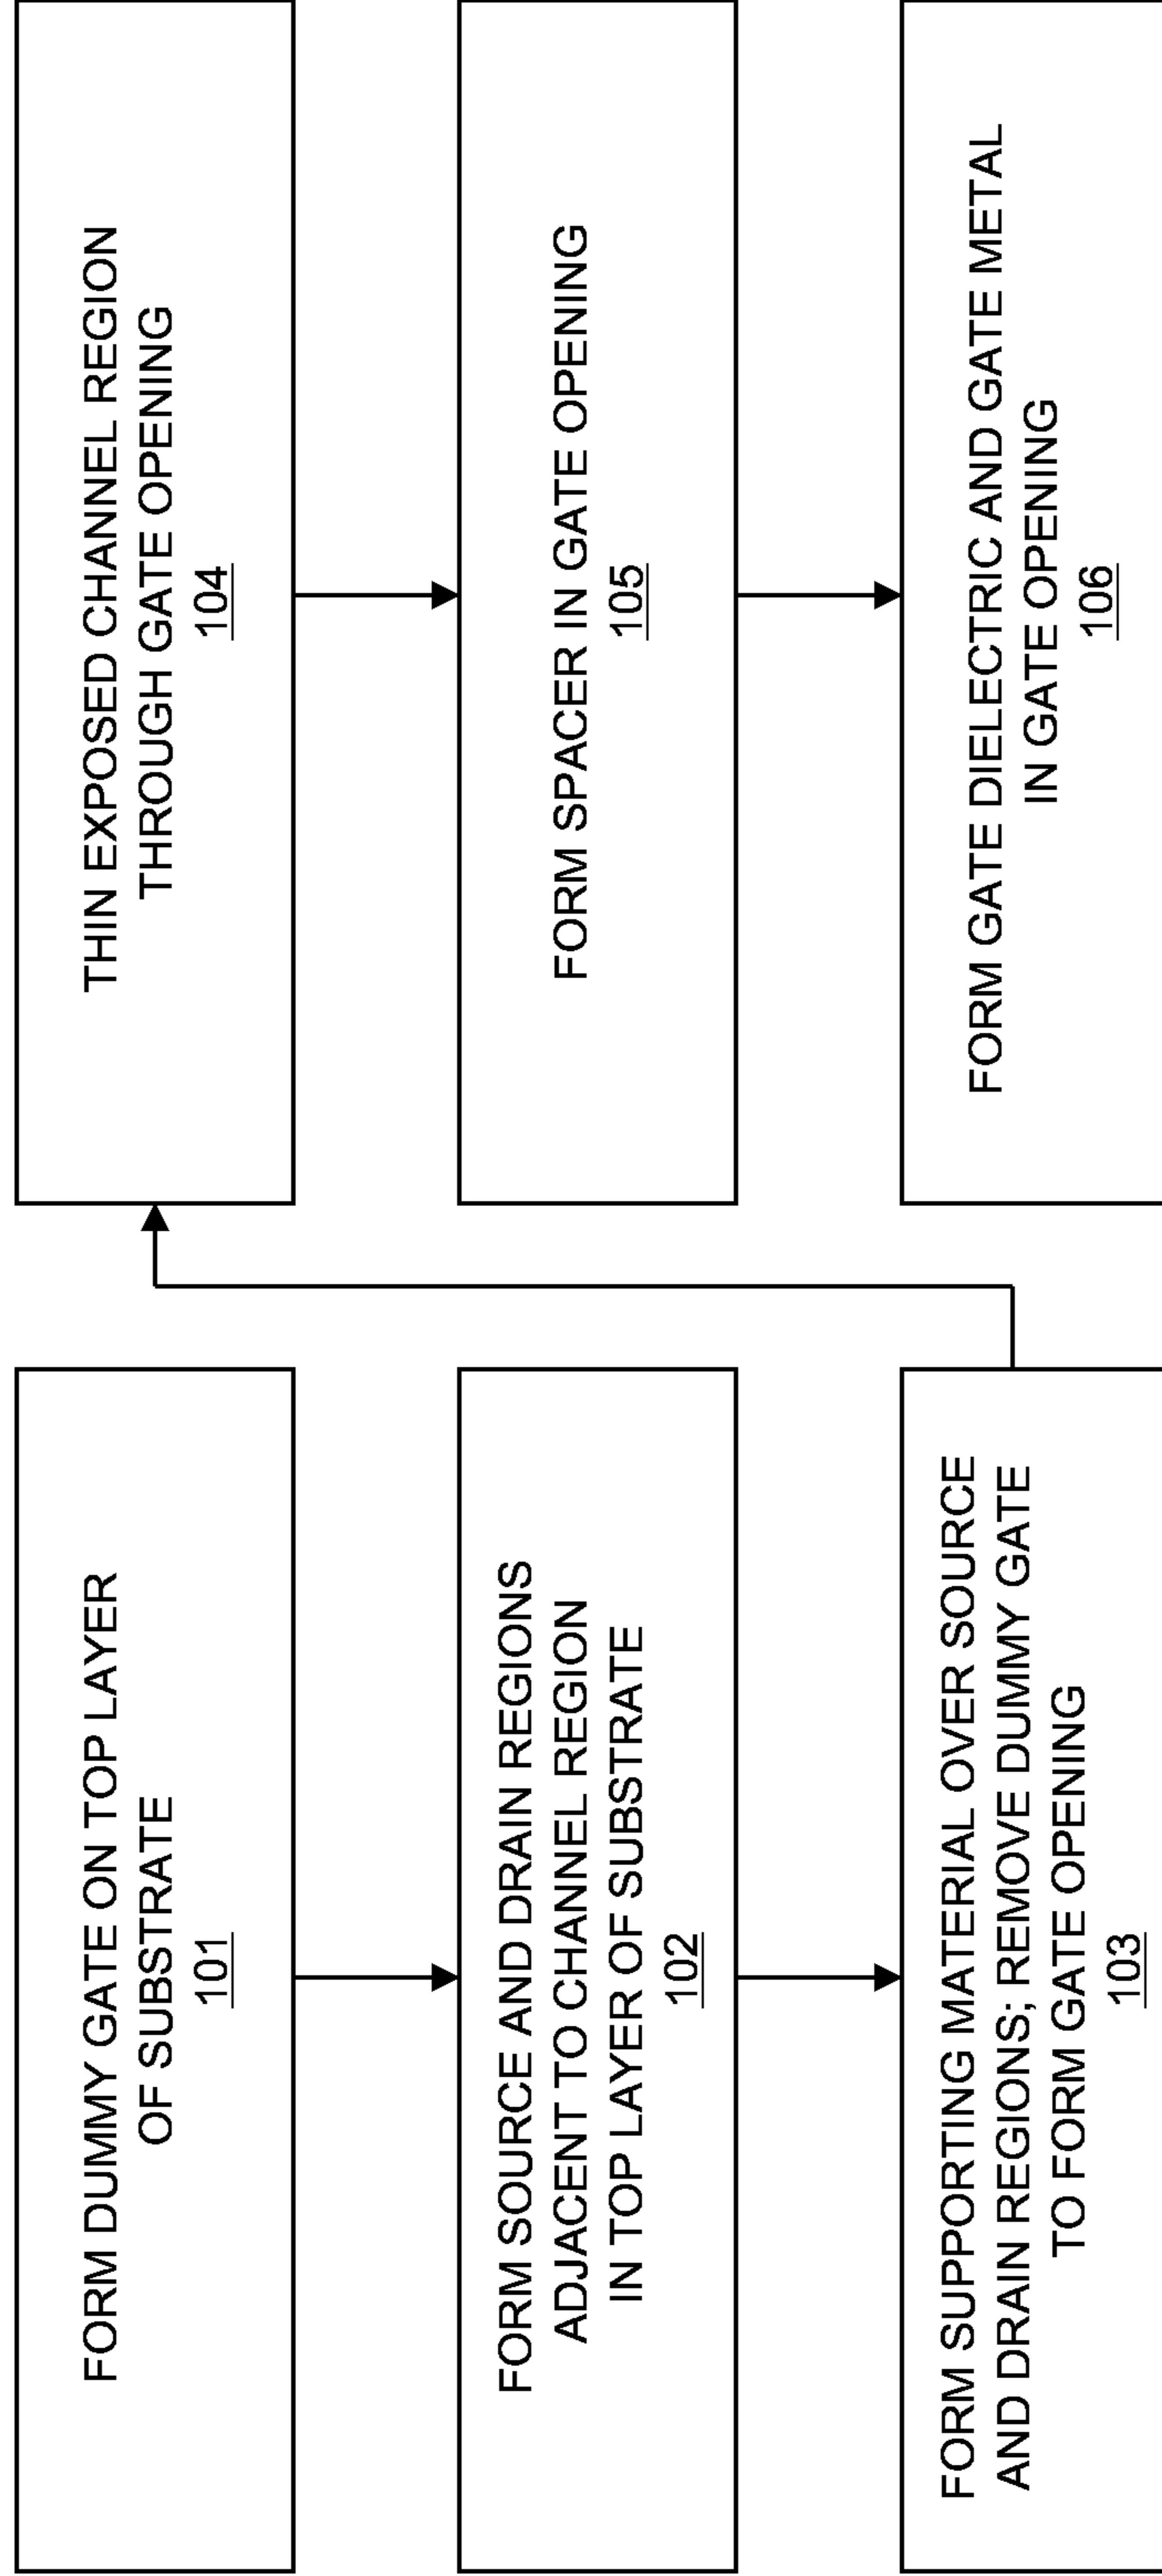 FORM DUMMY GATE ON TOP LAYER
OF SUBSTRATE
101
FORM SOURCE AND DRAIN REGIONS
ADJACENT TO CHANNEL REGION
IN TOP LAYER OF SUBSTRATE
102
FORM SUPPORTING MATERIAL OVER SOURCE
AND DRAIN REGIONS; REMOVE DUMMY GATE
TO FORM GATE OPENING
103
THIN EXPOSED CHANNEL REGION
THROUGH GATE OPENING
104
FORM SPACER IN GATE OPENING
105
FORM GATE DIELECTRIC AND GATE METAL
IN GATE OPENING
106